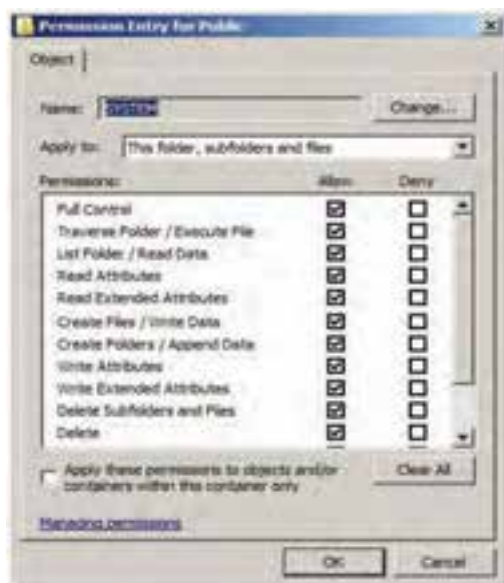 Permission Entry for Public
Object
Name: SYSTEM Change...
Apply to: This folder, subfolders and files
Permissions: Allow Deny
Full Control
Traverse Folder / Execute File
List Folder / Read Data
Read Attributes
Read Extended Attributes
Create Files / Write Data
Create Folders / Append Data
Write Attributes
Write Extended Attributes
Delete Subfolders and Files
Delete
Apply these permissions to objects and/or
containers within this container only
Clear All
Managing permissions
OK Cancel